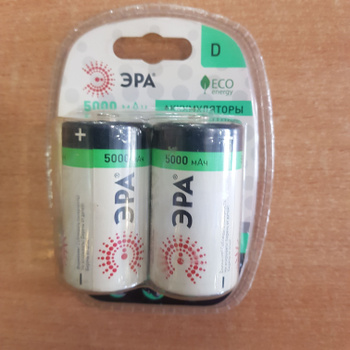 D
ЭРА®
ECO
energy
5000 мАч
АККУМУЛЯТОРЫ
+
5000 мАч
ЭРА®
−
5000 мАч
ЭРА®
−